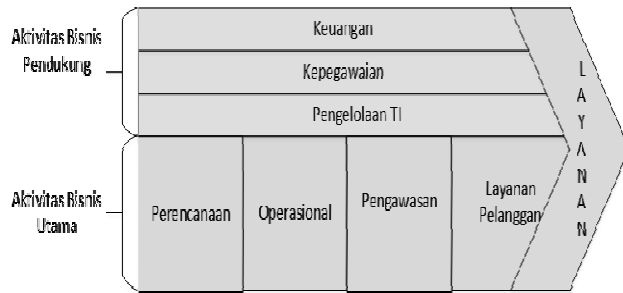 Aktivitas Bisnis
Pendukung
Keuangan
Kepegawaian
Pengelolaan TI
Aktivitas Bisnis
Utama
Perencanaan
Operasional
Pengawasan
Layanan
Pelanggan
L
A
Y
A
N
A
N